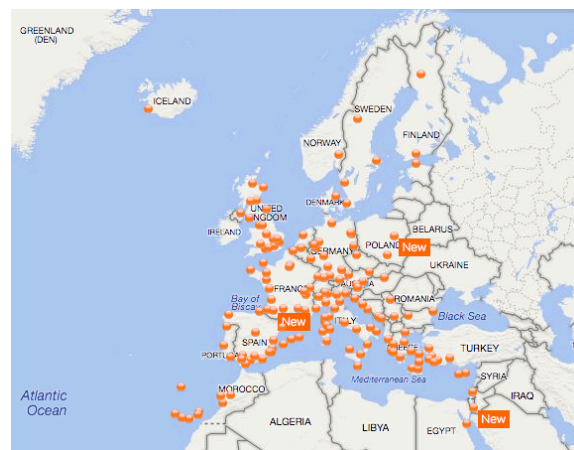 GREENLAND
(DEN)
ICELAND
SWEDEN
NORWAY
FINLAND
DENMARK
UNITED
KINGDOM
IRELAND
BELARUS
POLAND
New
GERMANY
UKRAINE
FRANCE
AUSTRIA
Bay of
Biscay
ROMANIA
Black Sea
New
ITALY
SPAIN
PORTUGAL
GREECE
TURKEY
Mediterranean Sea
SYRIA
MOROCCO
IRAQ
Atlantic
Ocean
ALGERIA
LIBYA
EGYPT
New